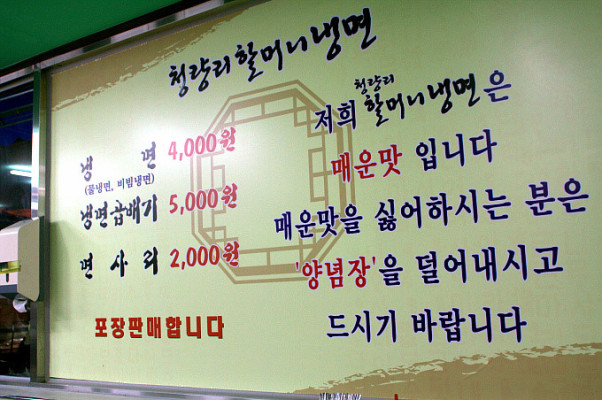 청량리할머니냉면
냉 면 4,000원
(물냉면, 비빔냉면)
냉면곱배기 5,000원
면 사 리 2,000원
포장판매합니다
저희 청량리할머니냉면은
매운맛 입니다
매운맛을 싫어하시는 분은
'양념장'을 덜어내시고
드시기 바랍니다